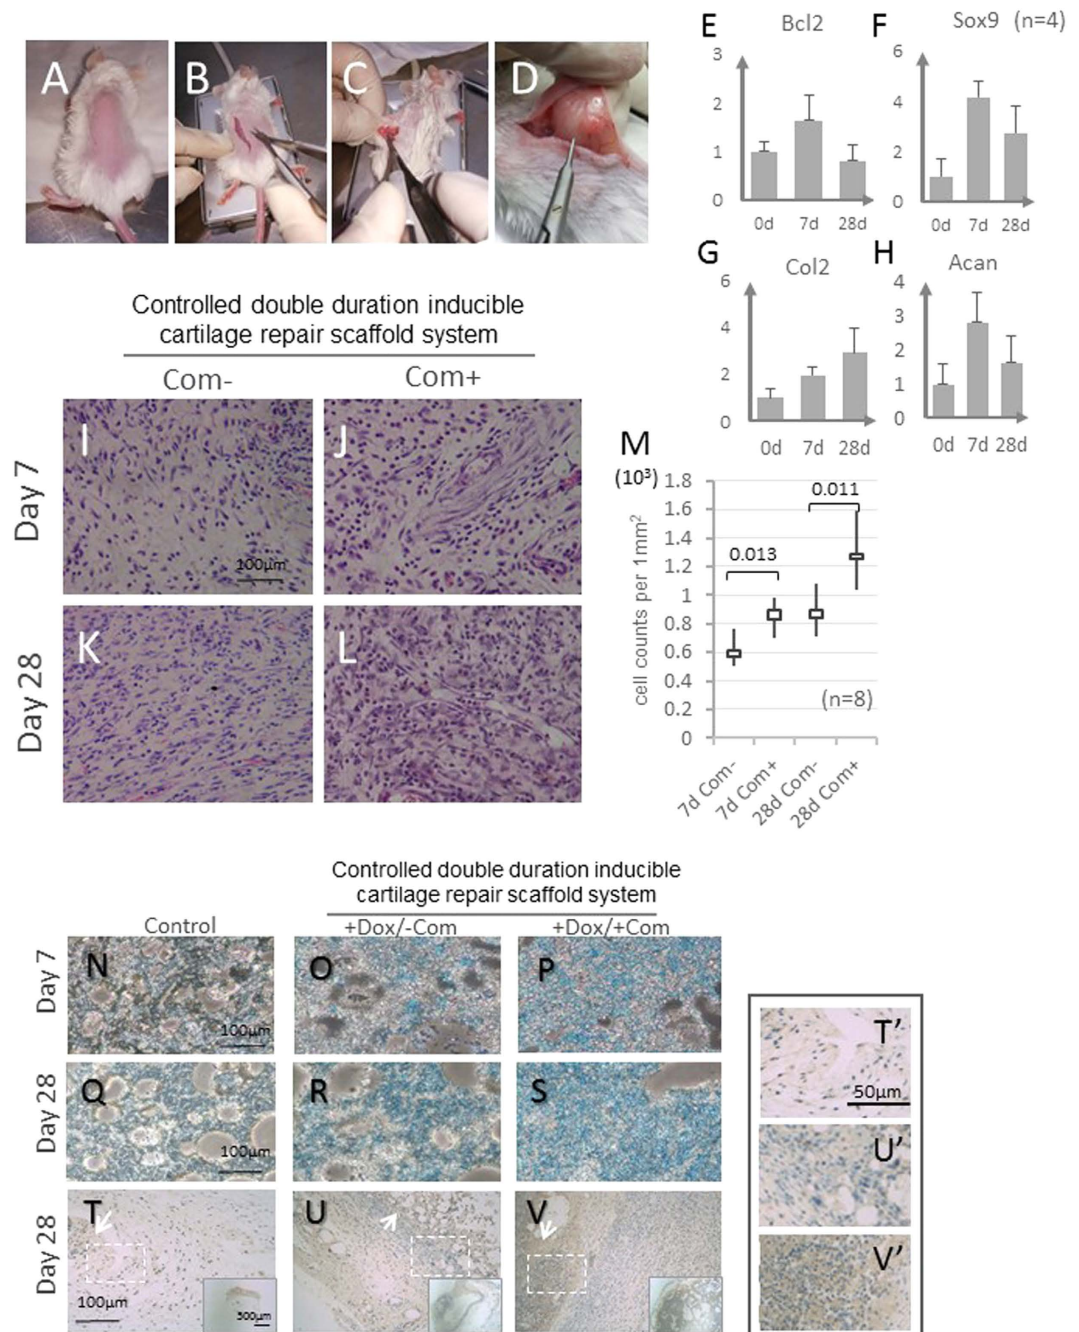 A
B
C
D
E
Bcl2
3
2
1
0
0d 7d 28d
F
Sox9 (n=4)
6
4
2
0
0d 7d 28d
G
Col2
6
4
2
0
0d 7d 28d
H
Acan
4
3
2
1
0
0d 7d 28d
Controlled double duration inducible
cartilage repair scaffold system
Com-
Com+
Day 7
Day 28
I
100µm
J
K
L
M
(10³)
cell counts per 1mm²
1.8
1.6
1.4
1.2
1
0.8
0.6
0.4
0.2
0
0.013
0.011
(n=8)
7d Com-
7d Com+
28d Com-
28d Com+
Controlled double duration inducible
cartilage repair scaffold system
Control
+Dox/-Com
+Dox/+Com
Day 7
N
100µm
O
P
Day 28
Q
100µm
R
S
Day 28
T
100µm
500µm
U
V
T'
50µm
U'
V'